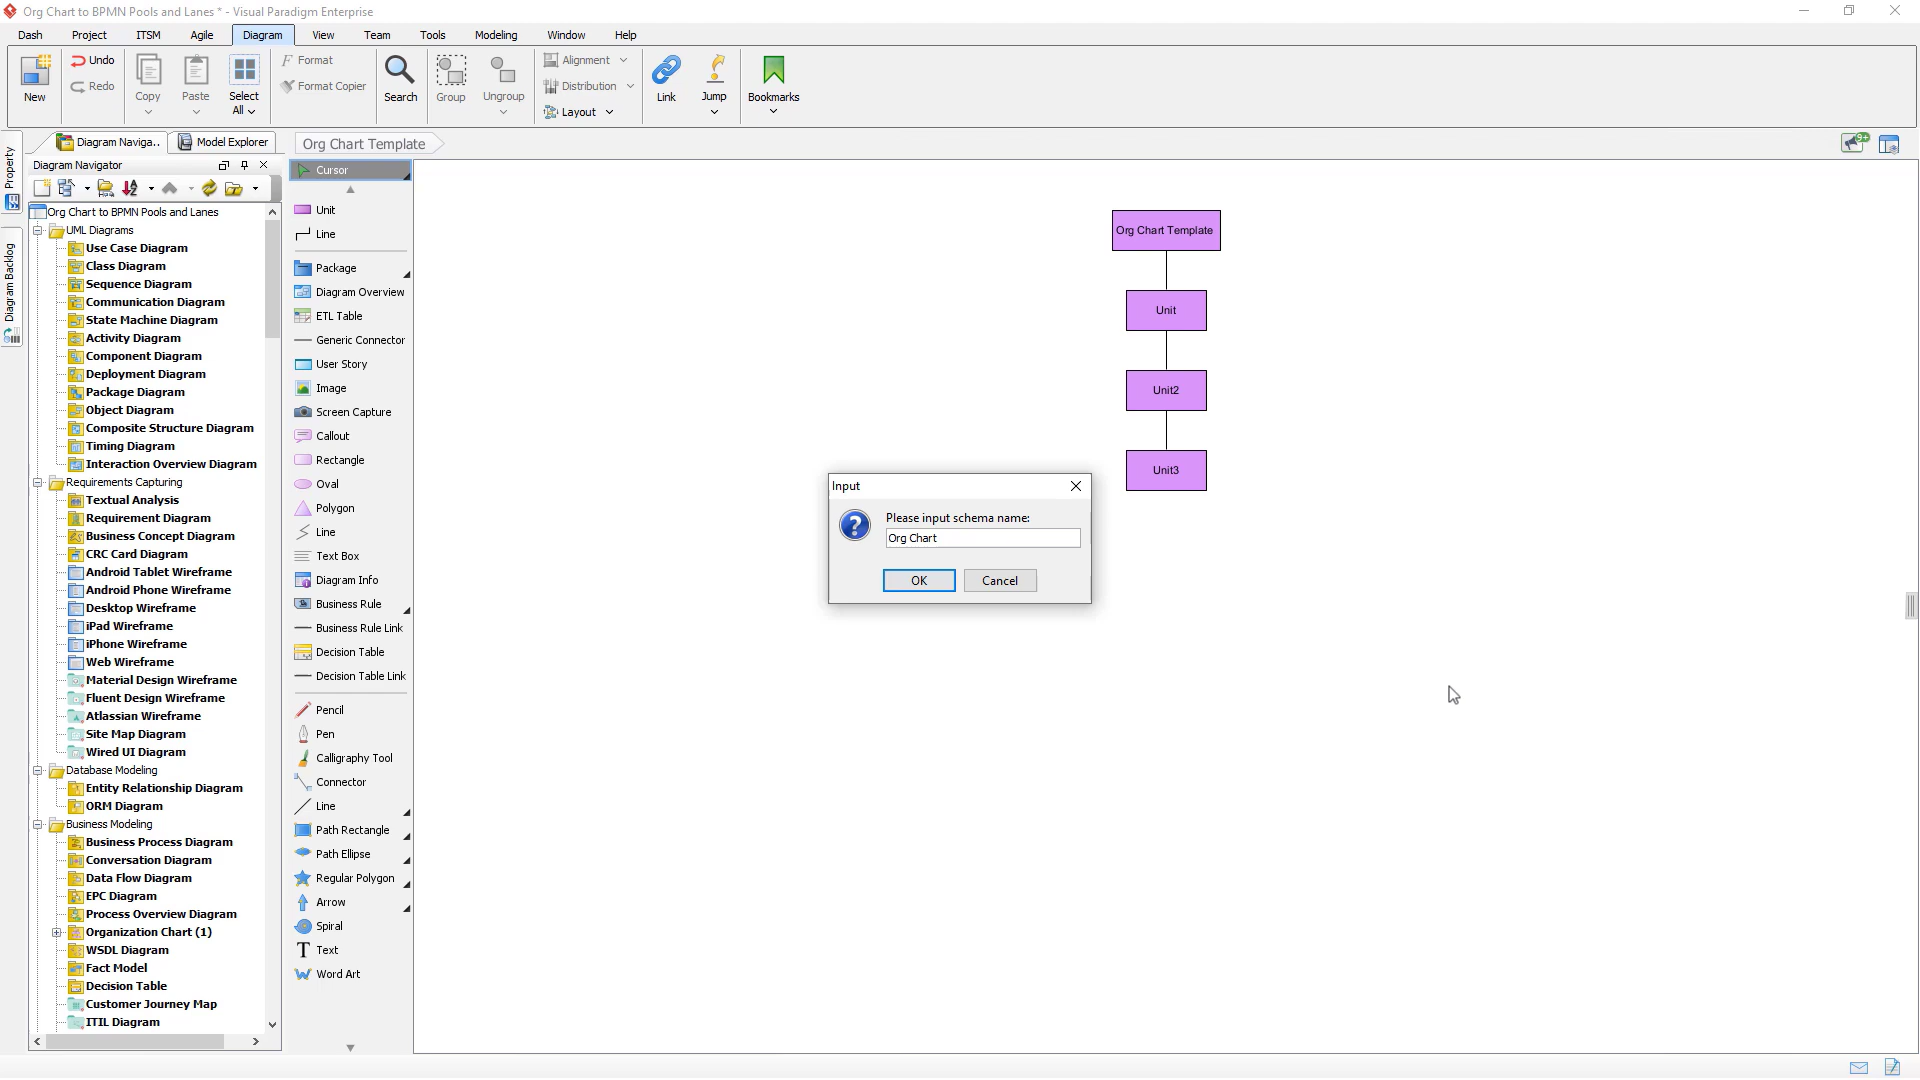 Org Chart to BPMN Pools and Lanes * - Visual Paradigm Enterprise
Dash Project ITSM Agile Diagram View Team Tools Modeling Window Help
New
Undo
Redo
Copy
Paste
Select
All
Format
Format Copier
Search
Group
Ungroup
Alignment
Distribution
Layout
Link
Jump
Bookmarks
Property
Diagram Backlog
Diagram Naviga..
Model Explorer
Org Chart Template
9+
Diagram Navigator
Org Chart to BPMN Pools and Lanes
UML Diagrams
Use Case Diagram
Class Diagram
Sequence Diagram
Communication Diagram
State Machine Diagram
Activity Diagram
Component Diagram
Deployment Diagram
Package Diagram
Object Diagram
Composite Structure Diagram
Timing Diagram
Interaction Overview Diagram
Requirements Capturing
Textual Analysis
Requirement Diagram
Business Concept Diagram
CRC Card Diagram
Android Tablet Wireframe
Android Phone Wireframe
Desktop Wireframe
iPad Wireframe
iPhone Wireframe
Web Wireframe
Material Design Wireframe
Fluent Design Wireframe
Atlassian Wireframe
Site Map Diagram
Wired UI Diagram
Database Modeling
Entity Relationship Diagram
ORM Diagram
Business Modeling
Business Process Diagram
Conversation Diagram
Data Flow Diagram
EPC Diagram
Process Overview Diagram
Organization Chart (1)
WSDL Diagram
Fact Model
Decision Table
Customer Journey Map
ITIL Diagram
Cursor
Unit
Line
Package
Diagram Overview
ETL Table
Generic Connector
User Story
Image
Screen Capture
Callout
Rectangle
Oval
Polygon
Line
Text Box
Diagram Info
Business Rule
Business Rule Link
Decision Table
Decision Table Link
Pencil
Pen
Calligraphy Tool
Connector
Line
Path Rectangle
Path Ellipse
Regular Polygon
Arrow
Spiral
Text
Word Art
Org Chart Template
Unit
Unit2
Unit3
Input
Please input schema name:
Org Chart
OK
Cancel